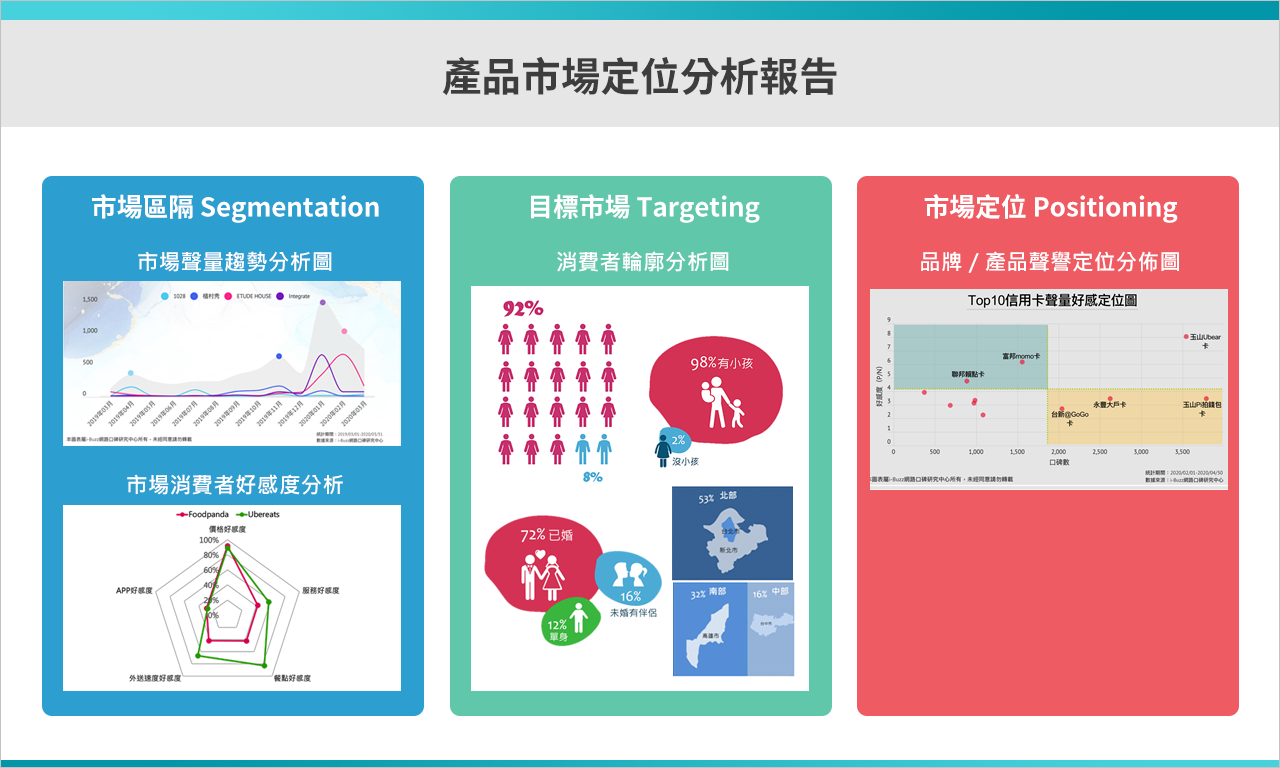 產品市場定位分析報告
市場區隔 Segmentation
市場聲量趨勢分析圖
1028 植村秀 ETUDE HOUSE Integrate
1,500
1,000
500
0
2019年03月 2019年04月 2019年05月 2019年06月 2019年07月 2019年08月 2019年09月 2019年10月 2019年11月 2019年12月 2020年01月 2020年02月 2020年03月
統計期間:2019/03/01-2020/03/31
本圖表屬i-Buzz網路口碑研究中心所有,未經同意請勿轉載
數據來源:i-Buzz網路口碑研究中心
市場消費者好感度分析
Foodpanda Ubereats
價格好感度
100%
80%
60%
40%
20%
0%
APP好感度
服務好感度
外送速度好感度
餐點好感度
目標市場 Targeting
消費者輪廓分析圖
92%
8%
98%有小孩
2%
沒小孩
72%已婚
16%
未婚有伴侶
12%
單身
53% 北部
台北市
新北市
32% 南部
高雄市
16% 中部
台中市
市場定位 Positioning
品牌 / 產品聲譽定位分佈圖
Top10信用卡聲量好感定位圖
好感度 (P/N)
9
8
7
6
5
4
3
2
1
0
玉山Ubear
卡
富邦momo卡
聯邦賴點卡
永豐大戶卡
玉山Pi拍錢包
卡
台新@GoGo
卡
0 500 1,000 1,500 2,000 2,500 3,000 3,500
口碑數
統計期間:2020/02/01-2020/04/30
本圖表屬i-Buzz網路口碑研究中心所有,未經同意請勿轉載
數據來源:i-Buzz網路口碑研究中心